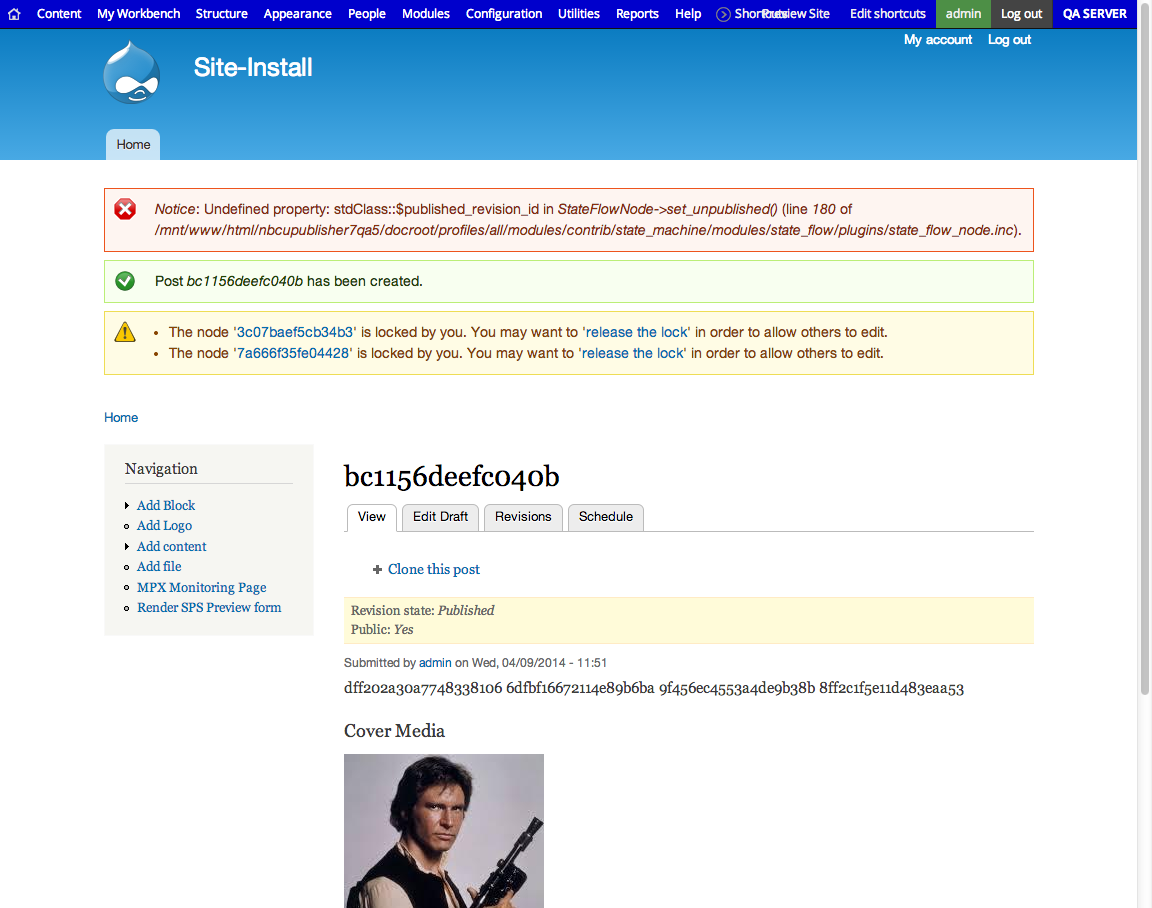 Content My Workbench Structure Appearance People Modules Configuration Utilities Reports Help Shortcuts Preview Site Edit shortcuts admin Log out QA SERVER
My account Log out
Site-Install
Home
Notice: Undefined property: stdClass::$published_revision_id in StateFlowNode->set_unpublished() (line 180 of
/mnt/www/html/nbcupublisher7qa5/docroot/profiles/all/modules/contrib/state_machine/modules/state_flow/plugins/state_flow_node.inc).
Post bc1156deefc040b has been created.
The node '3c07baef5cb34b3' is locked by you. You may want to 'release the lock' in order to allow others to edit.
The node '7a666f35fe04428' is locked by you. You may want to 'release the lock' in order to allow others to edit.
Home
Navigation
Add Block
Add Logo
Add content
Add file
MPX Monitoring Page
Render SPS Preview form
bc1156deefc040b
View Edit Draft Revisions Schedule
Clone this post
Revision state: Published
Public: Yes
Submitted by admin on Wed, 04/09/2014 - 11:51
dff202a30a7748338106 6dfbf16672114e89b6ba 9f456ec4553a4de9b38b 8ff2c1f5e11d483eaa53
Cover Media